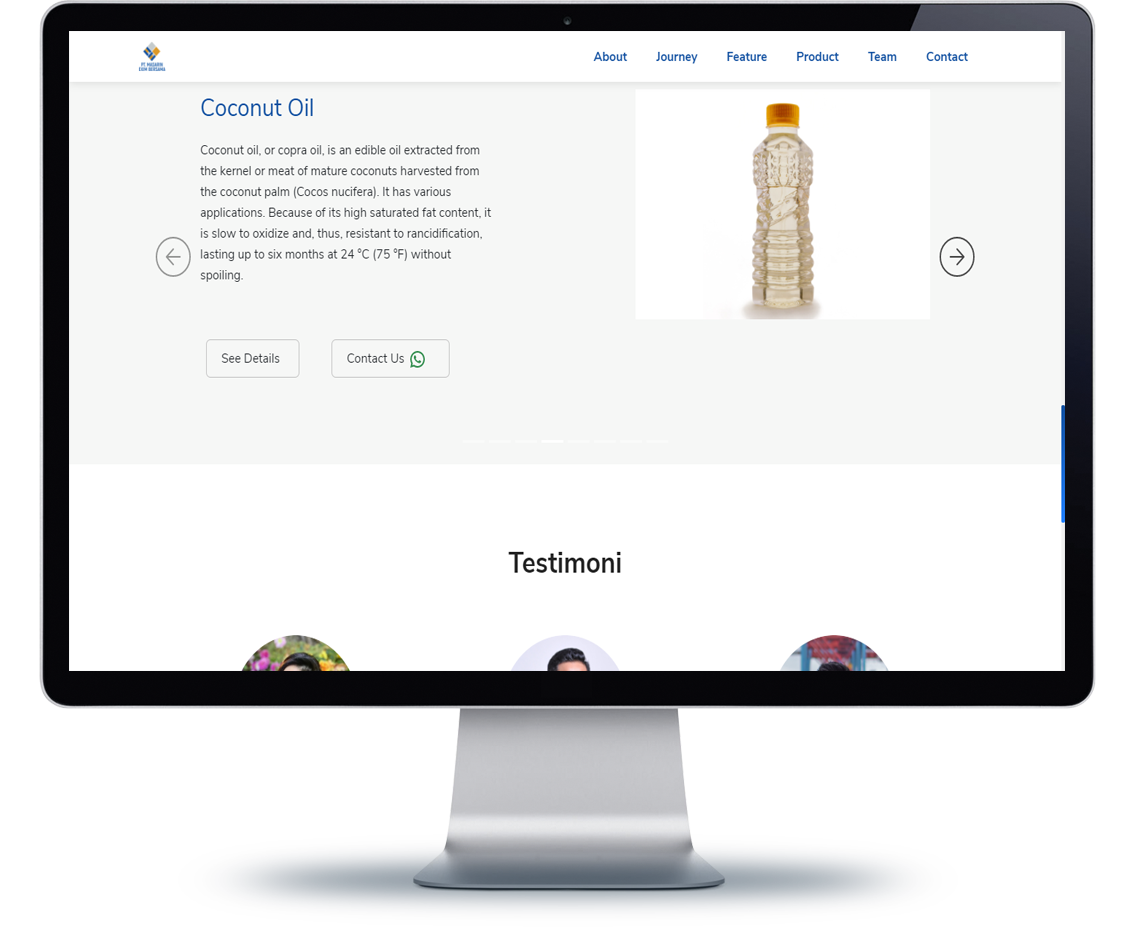 PT. MASARIN
EXIM BERSAMA
About Journey Feature Product Team Contact
Coconut Oil
Coconut oil, or copra oil, is an edible oil extracted from
the kernel or meat of mature coconuts harvested from
the coconut palm (Cocos nucifera). It has various
applications. Because of its high saturated fat content, it
is slow to oxidize and, thus, resistant to rancidification,
lasting up to six months at 24 °C (75 °F) without
spoiling.
See Details
Contact Us
Testimoni